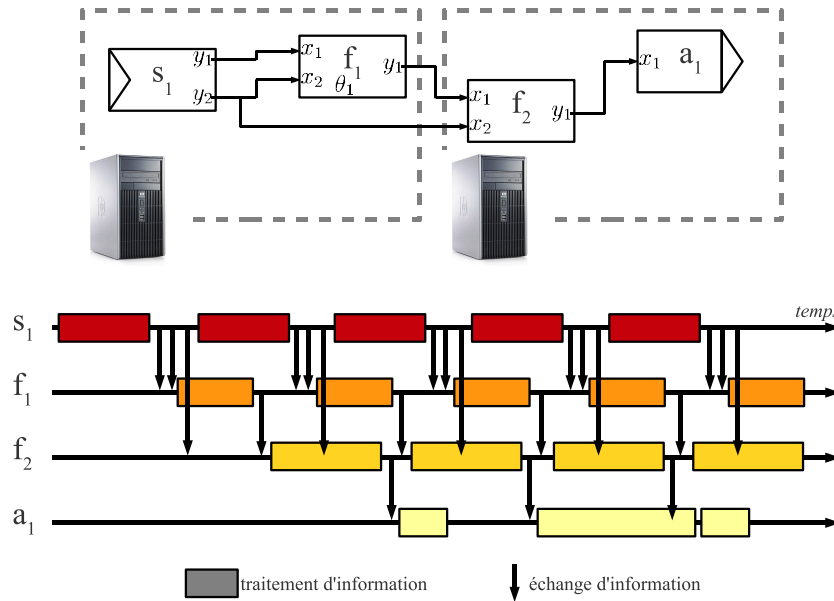 s1
y1
y2
x1
x2
f1
θ1
y1
x1
x2
f2
y1
x1
a1
s1
temps
f1
f2
a1
traitement d'information
échange d'information